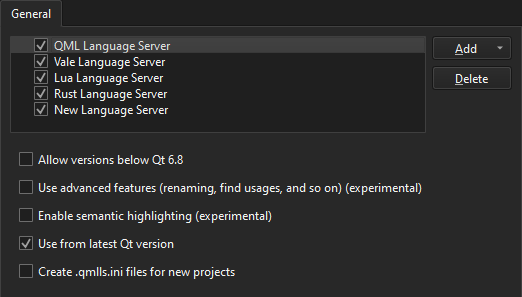 General
QML Language Server
Vale Language Server
Lua Language Server
Rust Language Server
New Language Server
Add
Delete
Allow versions below Qt 6.8
Use advanced features (renaming, find usages, and so on) (experimental)
Enable semantic highlighting (experimental)
Use from latest Qt version
Create .qmlls.ini files for new projects